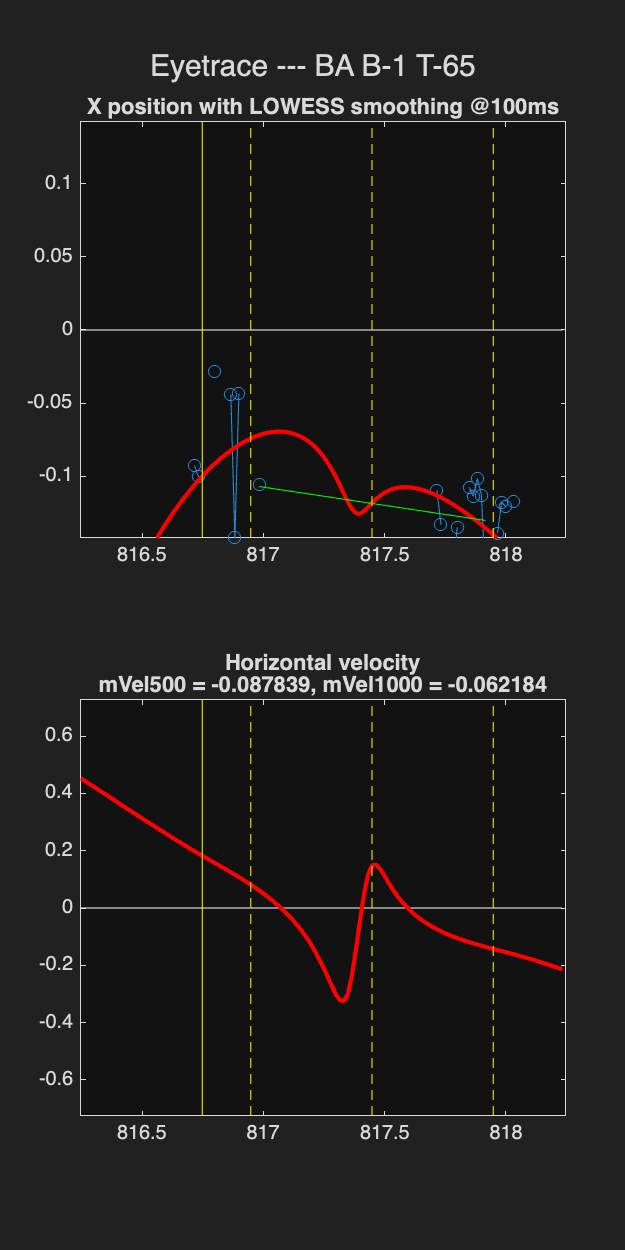 Eyetrace --- BA B-1 T-65
X position with LOWESS smoothing @100ms
0.1
0.05
0
-0.05
-0.1
816.5 817 817.5 818
Horizontal velocity
mVel500 = -0.087839, mVel1000 = -0.062184
0.6
0.4
0.2
0
-0.2
-0.4
-0.6
816.5 817 817.5 818